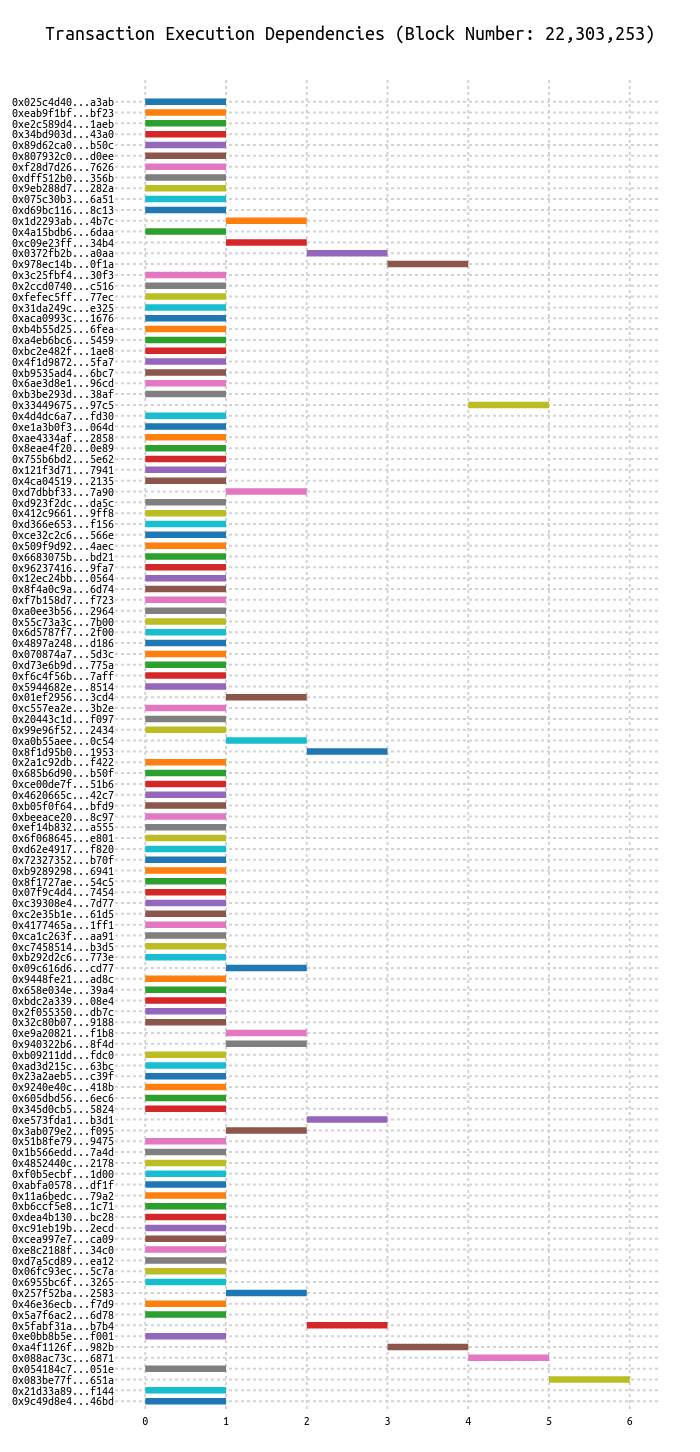 Transaction Execution Dependencies (Block Number: 22,303,253)
0x025c4d40...a3ab
0xeab9f1bf...bf23
0xe2c589d4...1aeb
0x34bd903d...43a0
0x89d62ca0...b50c
0x807932c0...d0ee
0xf28d7d26...7626
0xdff512b0...356b
0x9eb288d7...282a
0x075c30b3...6a51
0xd69bc116...8c13
0x1d2293ab...4b7c
0x4a15bdb6...6daa
0xc09e23ff...34b4
0x0372fb2b...a0aa
0x978ec14b...0f1a
0x3c25fbf4...30f3
0x2ccd0740...c516
0xfefec5ff...77ec
0x31da249c...e325
0xaca0993c...1676
0xb4b55d25...6fea
0xa4eb6bc6...5459
0xbc2e482f...1ae8
0x4f1d9872...5fa7
0xb9535ad4...6bc7
0x6ae3d8e1...96cd
0xb3be293d...38af
0x33449675...97c5
0x4d4dc6a7...fd30
0xe1a3b0f3...064d
0xae4334af...2858
0x8eae4f20...0e89
0x755b6bd2...5e62
0x121f3d71...7941
0x4ca04519...2135
0xd7dbbf33...7a90
0xd923f2dc...da5c
0x412c9661...9ff8
0xd366e653...f156
0xce32c2c6...566e
0x509f9d92...4aec
0x6683075b...bd21
0x96237416...9fa7
0x12ec24bb...0564
0x8f4a0c9a...6d74
0xf7b158d7...f723
0xa0ee3b56...2964
0x55c73a3c...7b00
0x6d5787f7...2f00
0x4897a248...d186
0x070874a7...5d3c
0xd73e6b9d...775a
0xf6c4f56b...7aff
0x5944682e...8514
0x01ef2956...3cd4
0xc557ea2e...3b2e
0x20443c1d...f097
0x99e96f52...2434
0xa0b55aee...0c54
0x8f1d95b0...1953
0x2a1c92db...f422
0x685b6d90...b50f
0xce00de7f...51b6
0x4620665c...42c7
0xb05f0f64...bfd9
0xbeeace20...8c97
0xef14b832...a555
0x6f068645...e801
0xd62e4917...f820
0x72327352...b70f
0xb9289298...6941
0x8f1727ae...54c5
0x07f9c4d4...7454
0xc39308e4...7d77
0xc2e35b1e...61d5
0x4177465a...1ff1
0xca1c263f...aa91
0xc7458514...b3d5
0xb292d2c6...773e
0x09c616d6...cd77
0x9448fe21...ad8c
0x658e034e...39a4
0xbdc2a339...08e4
0x2f055350...db7c
0x32c80b07...9188
0xe9a20821...f1b8
0x940322b6...8f4d
0xb09211dd...fdc0
0xad3d215c...63bc
0x23a2aeb5...c39f
0x9240e40c...418b
0x605dbd56...6ec6
0x345d0cb5...5824
0xe573fda1...b3d1
0x3ab079e2...f095
0x51b8fe79...9475
0x1b566edd...7a4d
0x4852440c...2178
0xf0b5ecbf...1d00
0xabfa0578...df1f
0x11a6bedc...79a2
0xb6ccf5e8...1c71
0xdea4b130...bc28
0xc91eb19b...2ecd
0xcea997e7...ca09
0xe8c2188f...34c0
0xd7a5cd89...ea12
0x06fc93ec...5c7a
0x6955bc6f...3265
0x257f52ba...2583
0x46e36ecb...f7d9
0x5a7f6ac2...6d78
0x5fabf31a...b7b4
0xe0bb8b5e...f001
0xa4f1126f...982b
0x088ac73c...6871
0x054184c7...051e
0x083be77f...651a
0x21d33a89...f144
0x9c49d8e4...46bd
0 1 2 3 4 5 6